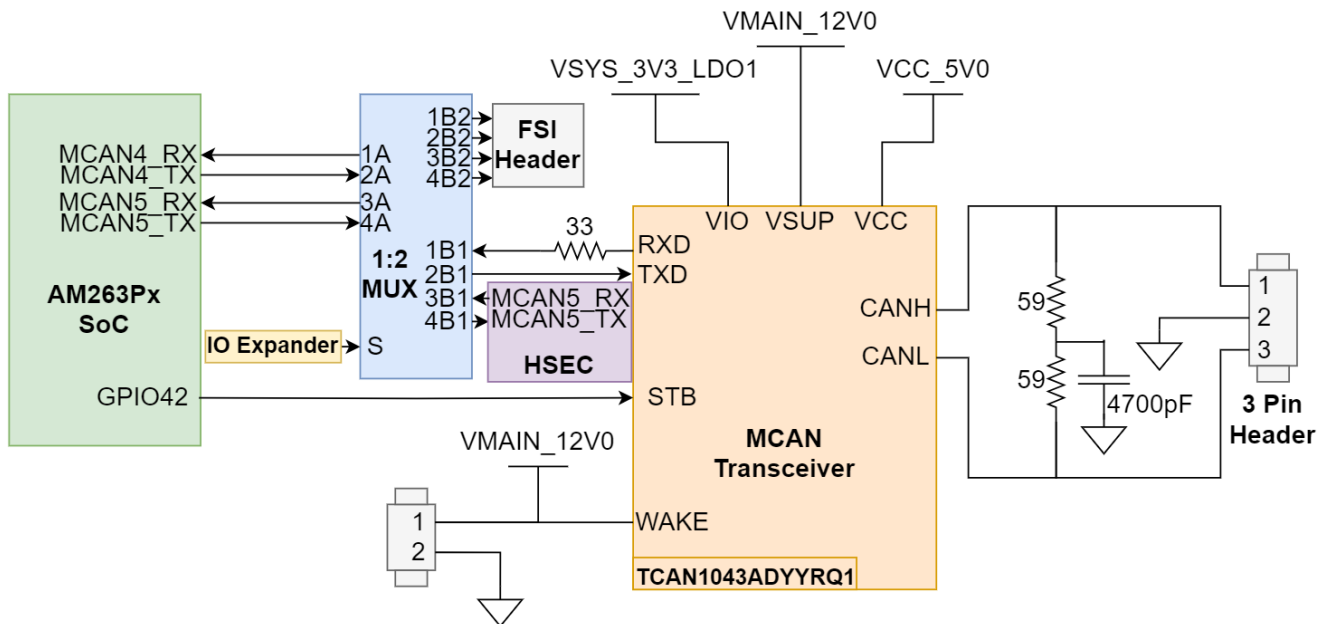 VMAIN_12V0
VSYS_3V3_LDO1
VCC_5V0
MCAN4_RX
MCAN4_TX
MCAN5_RX
MCAN5_TX
AM263Px
SoC
GPIO42
IO Expander
1A
2A
3A
4A
1B2
2B2
3B2
4B2
1:2
MUX
1B1
2B1
3B1
4B1
S
FSI
Header
33
MCAN5_RX
MCAN5_TX
HSEC
VIO
VSUP
VCC
RXD
TXD
CANH
CANL
STB
MCAN
Transceiver
WAKE
TCAN1043ADYYRQ1
VMAIN_12V0
1
2
59
59
4700pF
1
2
3
3 Pin
Header